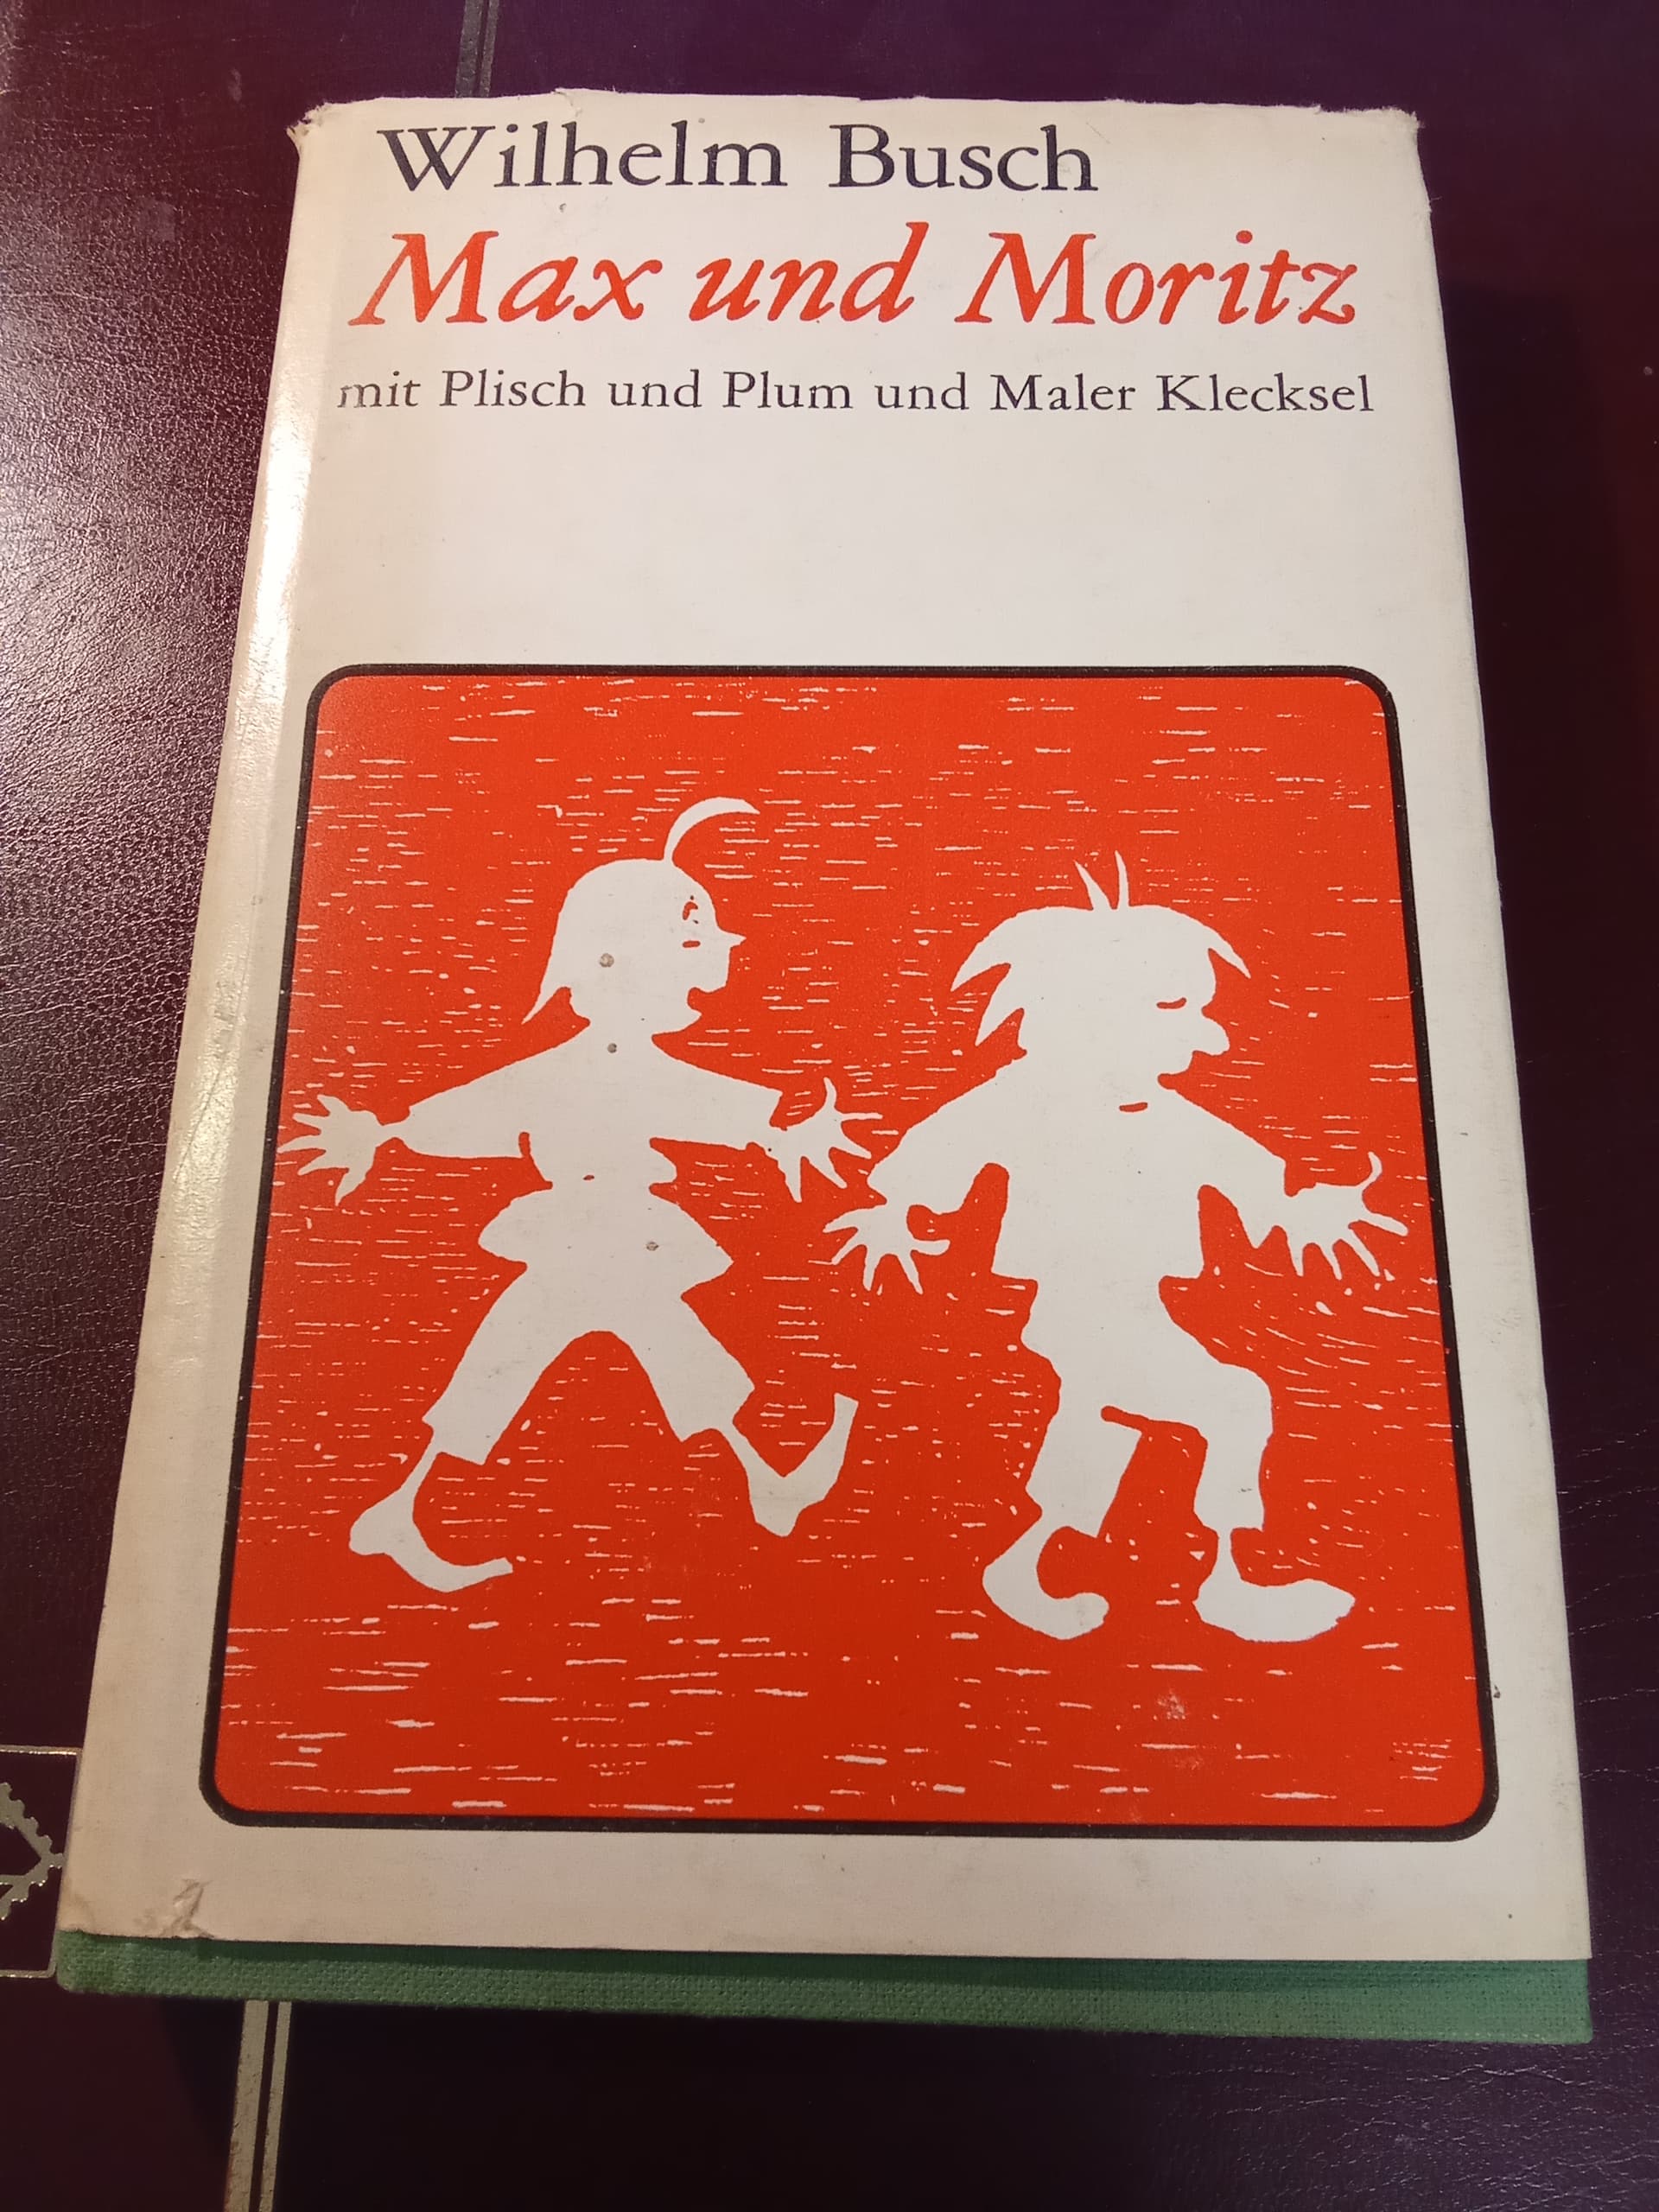 Wilhelm Busch
Max und Moritz
mit Plisch und Plum und Maler Klecksel